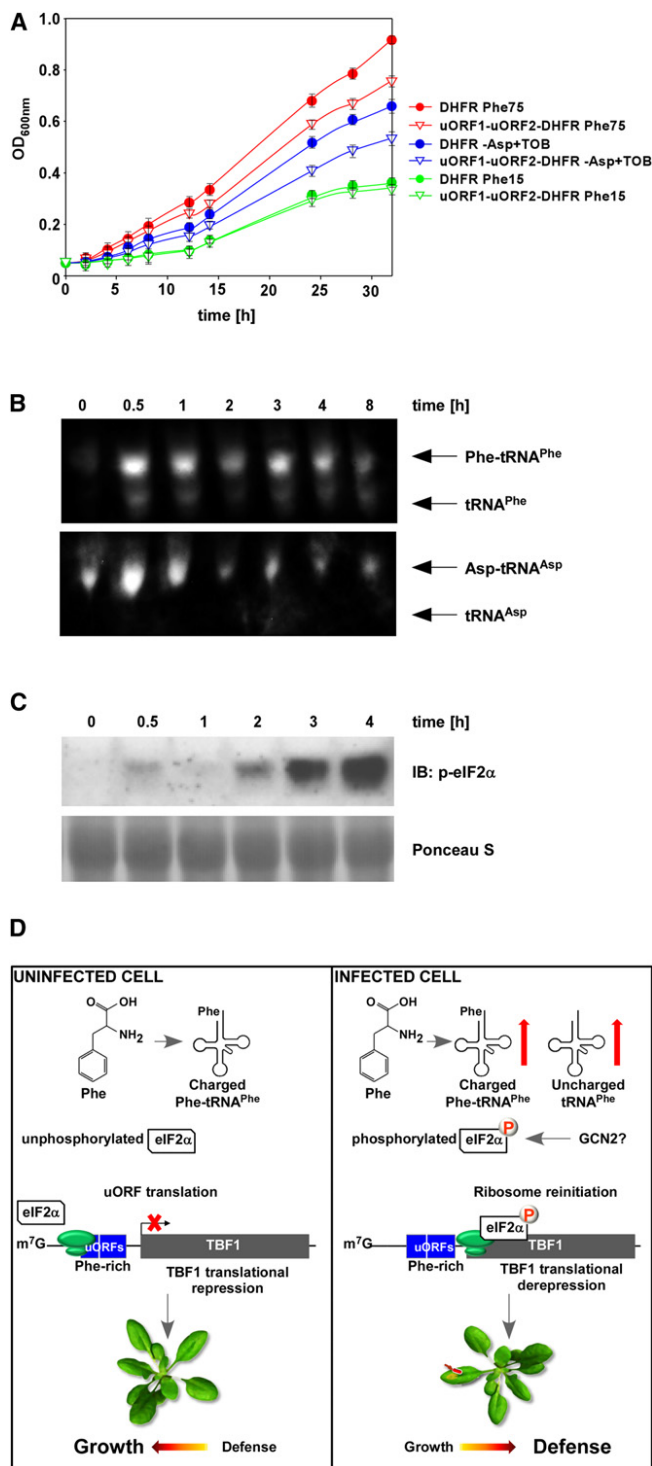 A
1.0
0.8
0.6
0.4
0.2
0
OD600nm
0 5 10 15 20 25 30
time [h]
DHFR Phe75
uORF1-uORF2-DHFR Phe75
DHFR -Asp+TOB
uORF1-uORF2-DHFR -Asp+TOB
DHFR Phe15
uORF1-uORF2-DHFR Phe15
B
0 0.5 1 2 3 4 8 time [h]
Phe-tRNAPhe
tRNAPhe
Asp-tRNAAsp
tRNAAsp
C
0 0.5 1 2 3 4 time [h]
IB: p-eIF2α
Ponceau S
D
UNINFECTED CELL
O
OH
NH2
Phe
Phe
Charged
Phe-tRNAPhe
unphosphorylated eIF2α
uORF translation
eIF2α
m7G
uORFs
TBF1
Phe-rich
TBF1 translational
repression
Growth Defense
INFECTED CELL
O
OH
NH2
Phe
Phe
Charged
Phe-tRNAPhe
Uncharged
tRNAPhe
phosphorylated eIF2α P GCN2?
Ribosome reinitiation
eIF2α P
m7G
uORFs
TBF1
Phe-rich
TBF1 translational
derepression
Growth Defense